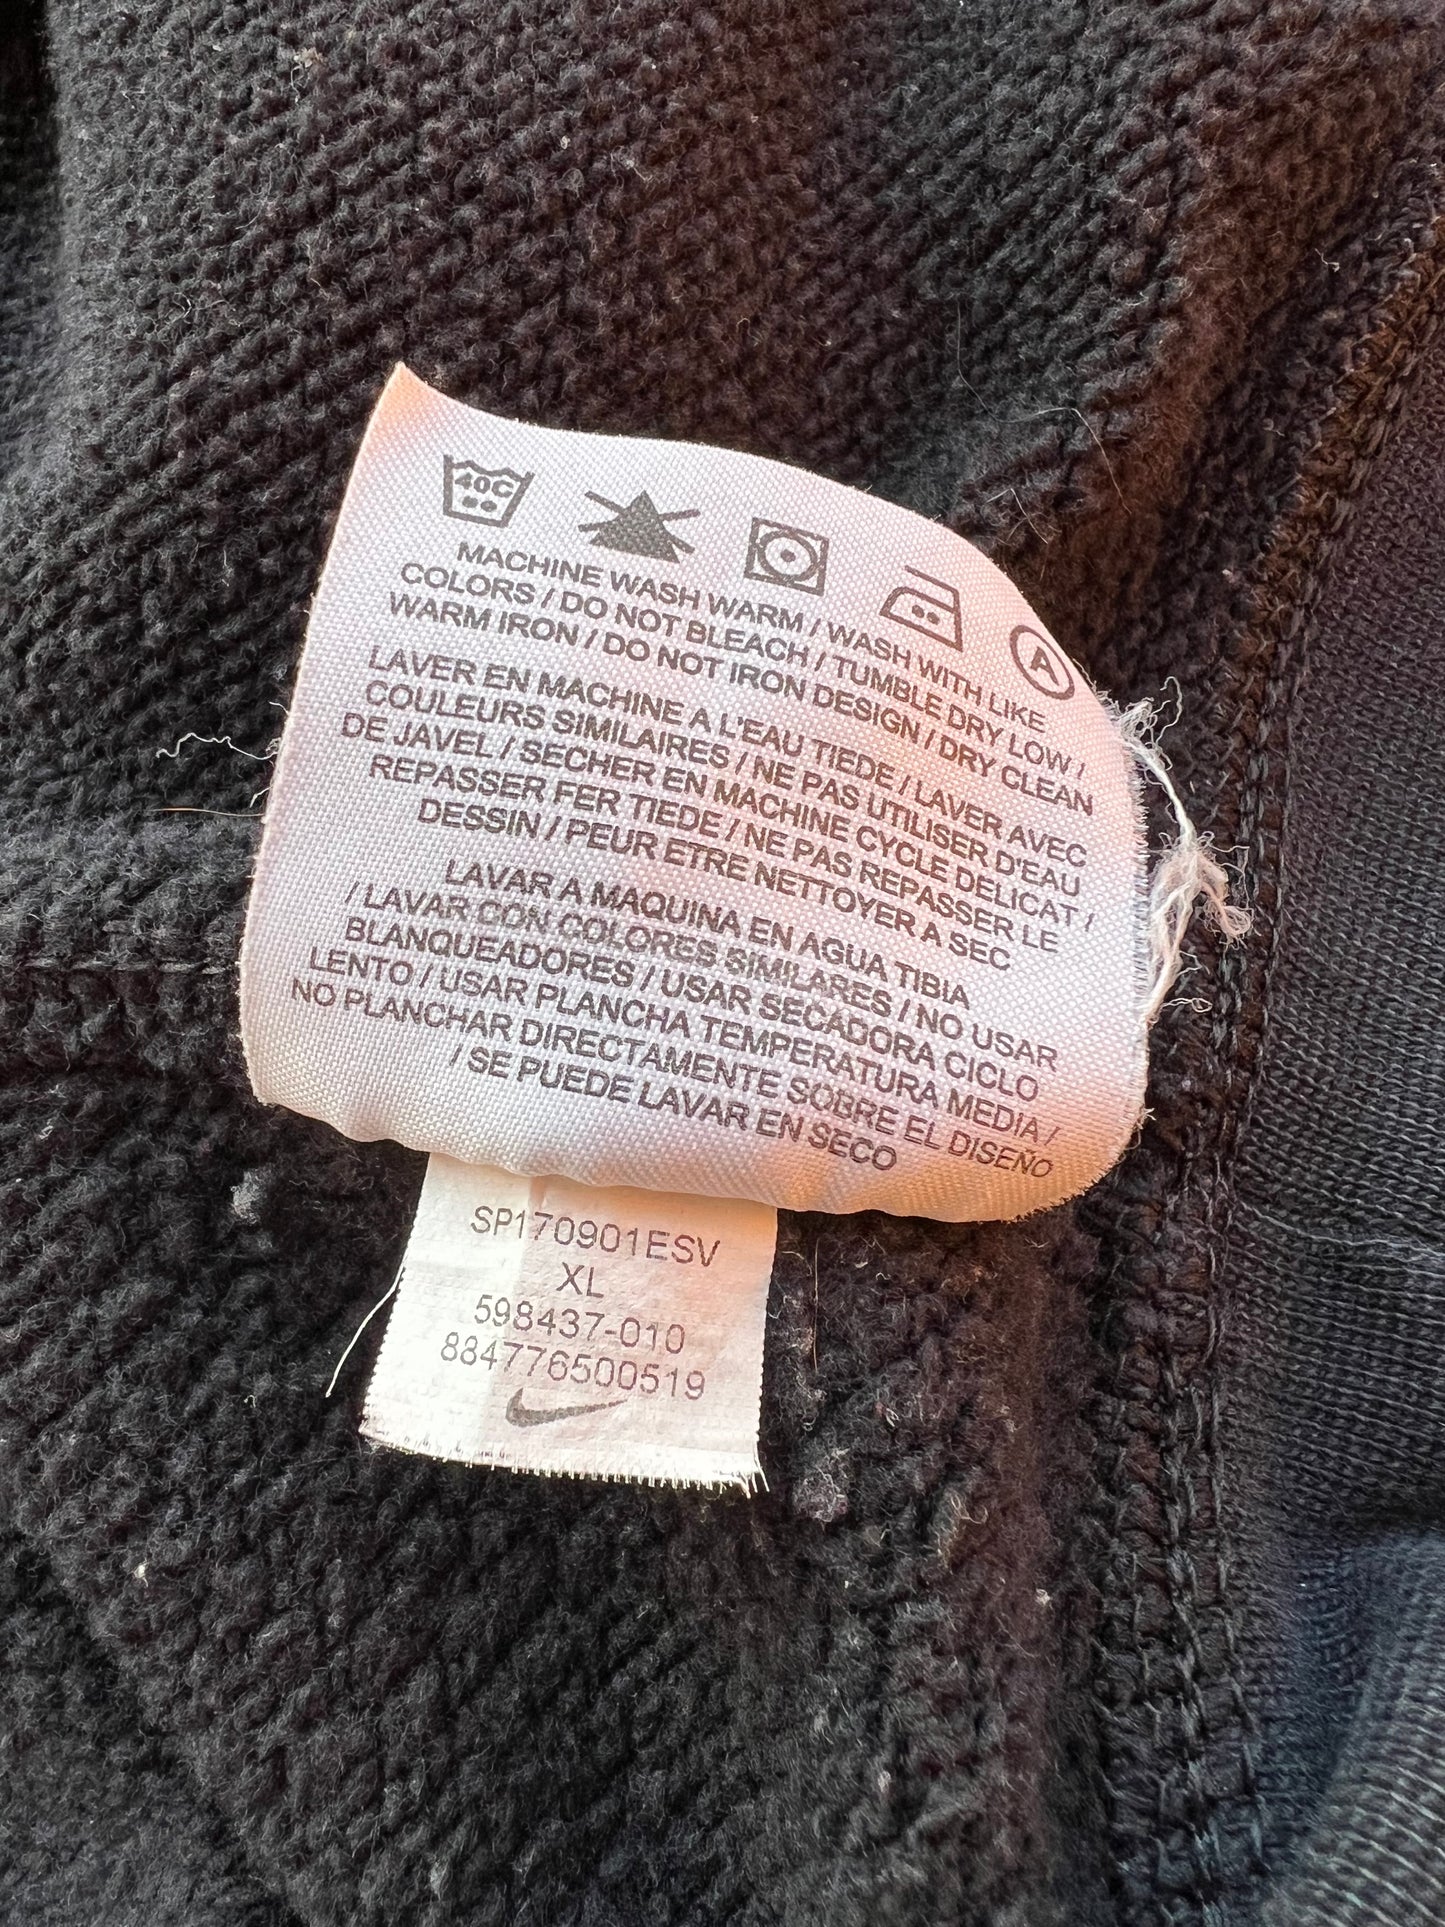 40C
A
MACHINE WASH WARM / WASH WITH LIKE
COLORS / DO NOT BLEACH / TUMBLE DRY LOW /
WARM IRON / DO NOT IRON DESIGN / DRY CLEAN
LAVER EN MACHINE A L'EAU TIEDE / LAVER AVEC
COULEURS SIMILAIRES / NE PAS UTILISER D'EAU
DE JAVEL / SECHER EN MACHINE CYCLE DELICAT /
REPASSER FER TIEDE / NE PAS REPASSER LE
DESSIN / PEUR ETRE NETTOYER A SEC
LAVAR A MAQUINA EN AGUA TIBIA
/ LAVAR CON COLORES SIMILARES / NO USAR
BLANQUEADORES / USAR SECADORA CICLO
LENTO / USAR PLANCHA TEMPERATURA MEDIA /
NO PLANCHAR DIRECTAMENTE SOBRE EL DISEÑO
/ SE PUEDE LAVAR EN SECO
SP170901ESV
XL
598437-010
884776500519